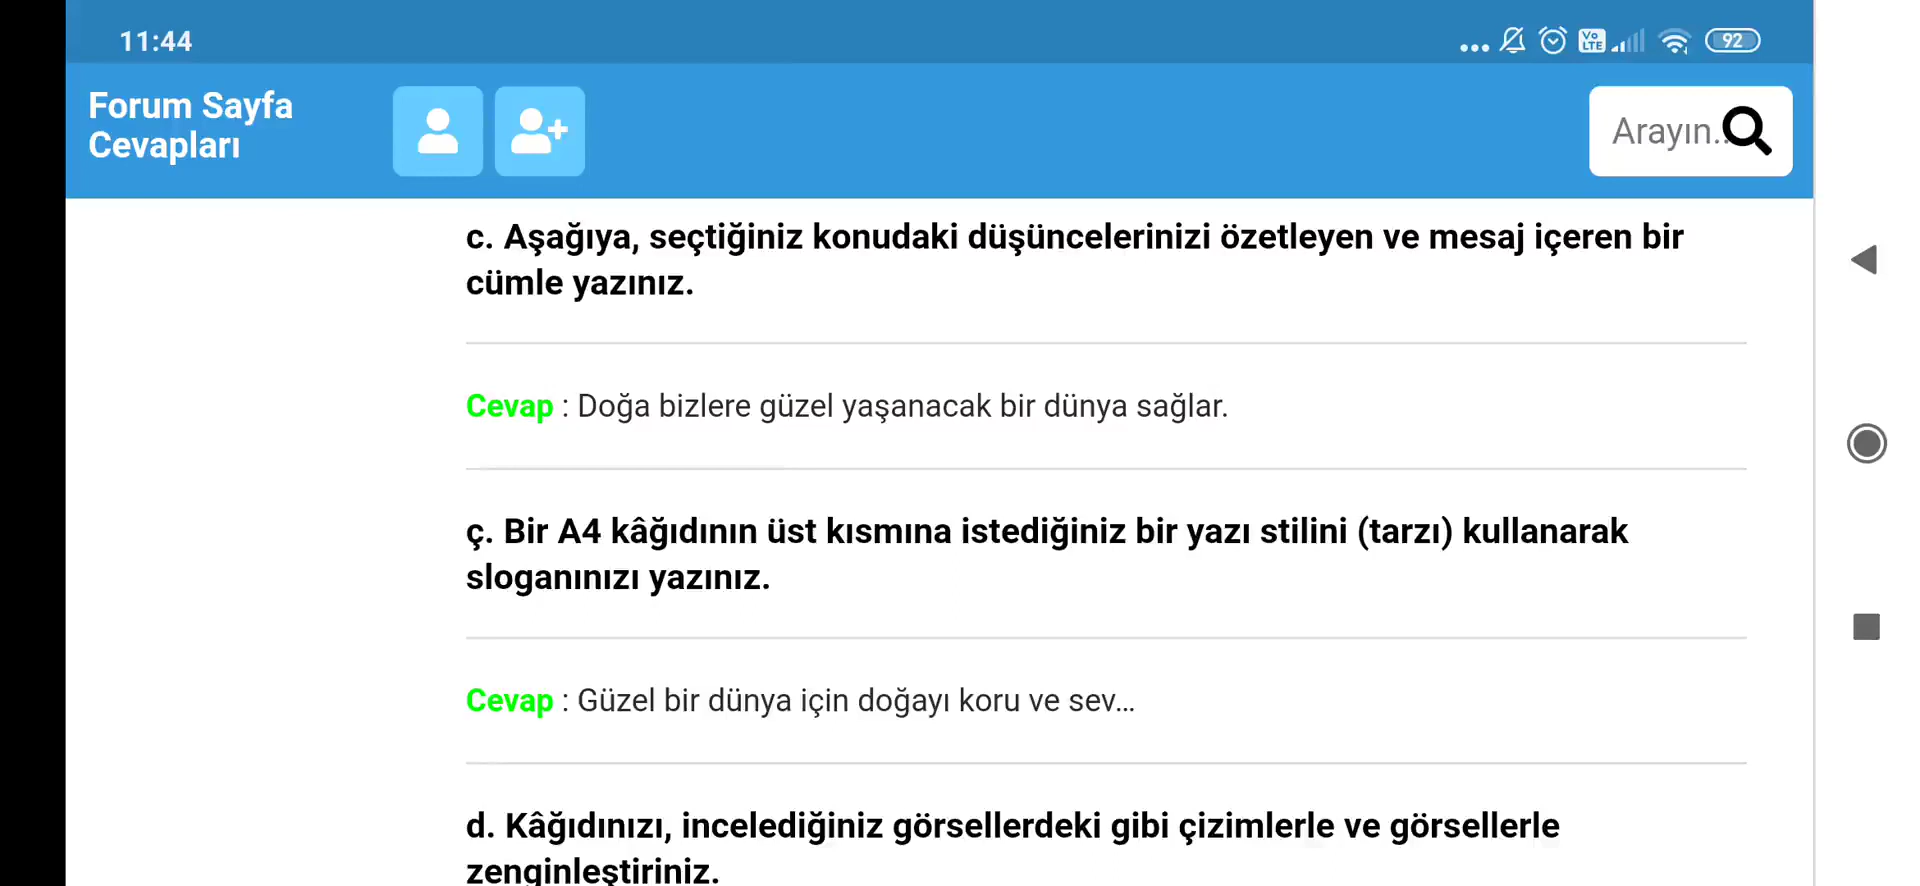 11:44
Vo LTE
92
Forum Sayfa
Cevapları
Arayın..
c. Aşağıya, seçtiğiniz konudaki düşüncelerinizi özetleyen ve mesaj içeren bir
cümle yazınız.
Cevap : Doğa bizlere güzel yaşanacak bir dünya sağlar.
ç. Bir A4 kâğıdının üst kısmına istediğiniz bir yazı stilini (tarzı) kullanarak
sloganınızı yazınız.
Cevap : Güzel bir dünya için doğayı koru ve sev...
d. Kâğıdınızı, incelediğiniz görsellerdeki gibi çizimlerle ve görsellerle
zenginleştiriniz.